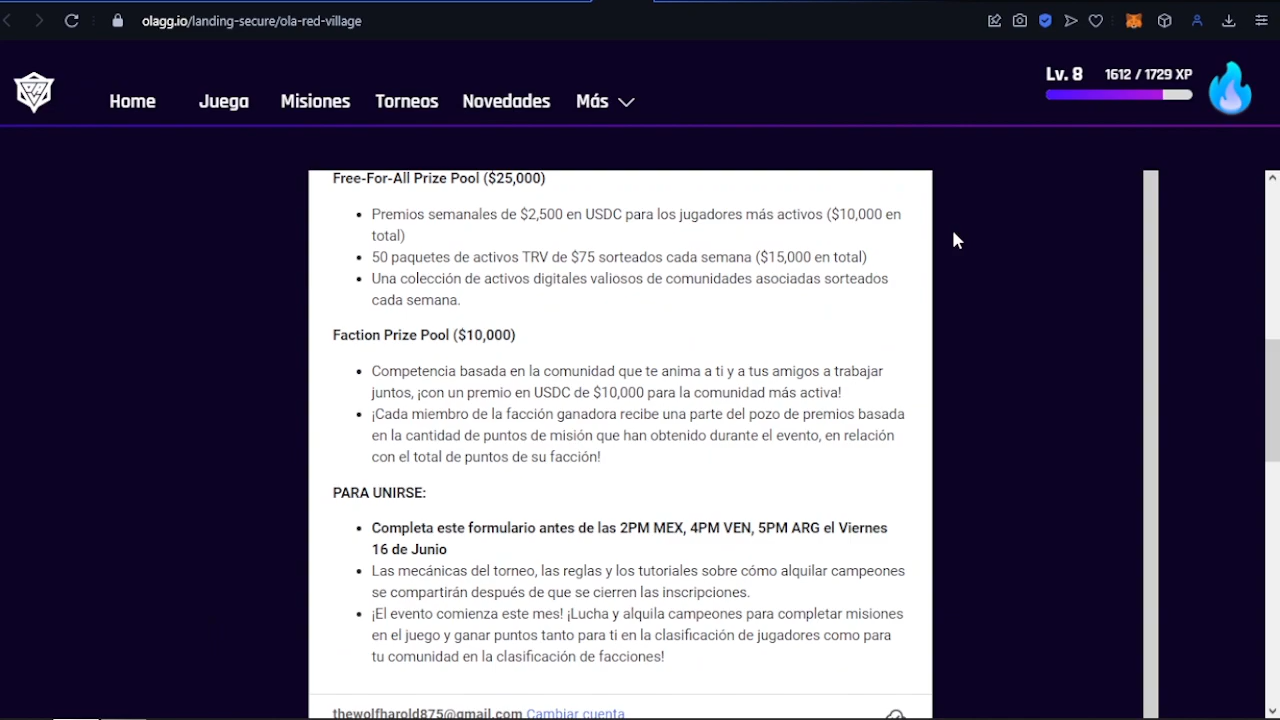 olagg.io/landing-secure/ola-red-village
Lv. 8 1612 / 1729 XP
Home Juega Misiones Torneos Novedades Más
Free-For-All Prize Pool ($25,000)
Premios semanales de $2,500 en USDC para los jugadores más activos ($10,000 en
total)
50 paquetes de activos TRV de $75 sorteados cada semana ($15,000 en total)
Una colección de activos digitales valiosos de comunidades asociadas sorteados
cada semana.
Faction Prize Pool ($10,000)
Competencia basada en la comunidad que te anima a ti y a tus amigos a trabajar
juntos, ¡con un premio en USDC de $10,000 para la comunidad más activa!
¡Cada miembro de la facción ganadora recibe una parte del pozo de premios basada
en la cantidad de puntos de misión que han obtenido durante el evento, en relación
con el total de puntos de su facción!
PARA UNIRSE:
Completa este formulario antes de las 2PM MEX, 4PM VEN, 5PM ARG el Viernes
16 de Junio
Las mecánicas del torneo, las reglas y los tutoriales sobre cómo alquilar campeones
se compartirán después de que se cierren las inscripciones.
¡El evento comienza este mes! ¡Lucha y alquila campeones para completar misiones
en el juego y ganar puntos tanto para ti en la clasificación de jugadores como para
tu comunidad en la clasificación de facciones!
thewolfharold875@gmail.com Cambiar cuenta